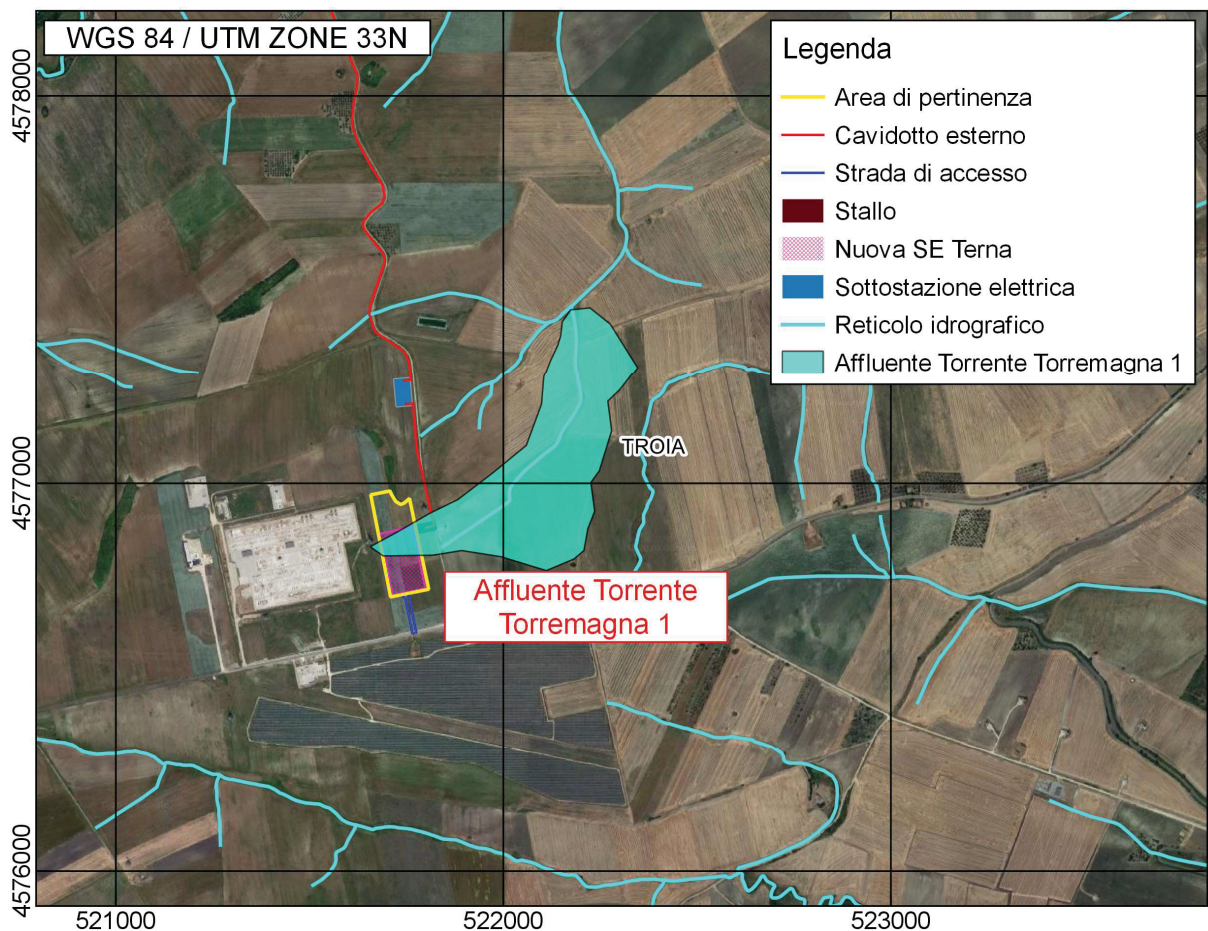 WGS 84 / UTM ZONE 33N
Legenda
Area di pertinenza
Cavidotto esterno
Strada di accesso
Stallo
Nuova SE Terna
Sottostazione elettrica
Reticolo idrografico
Affluente Torrente Torremagna 1
4578000
4577000
4576000
TROIA
Affluente Torrente
Torremagna 1
521000
522000
523000